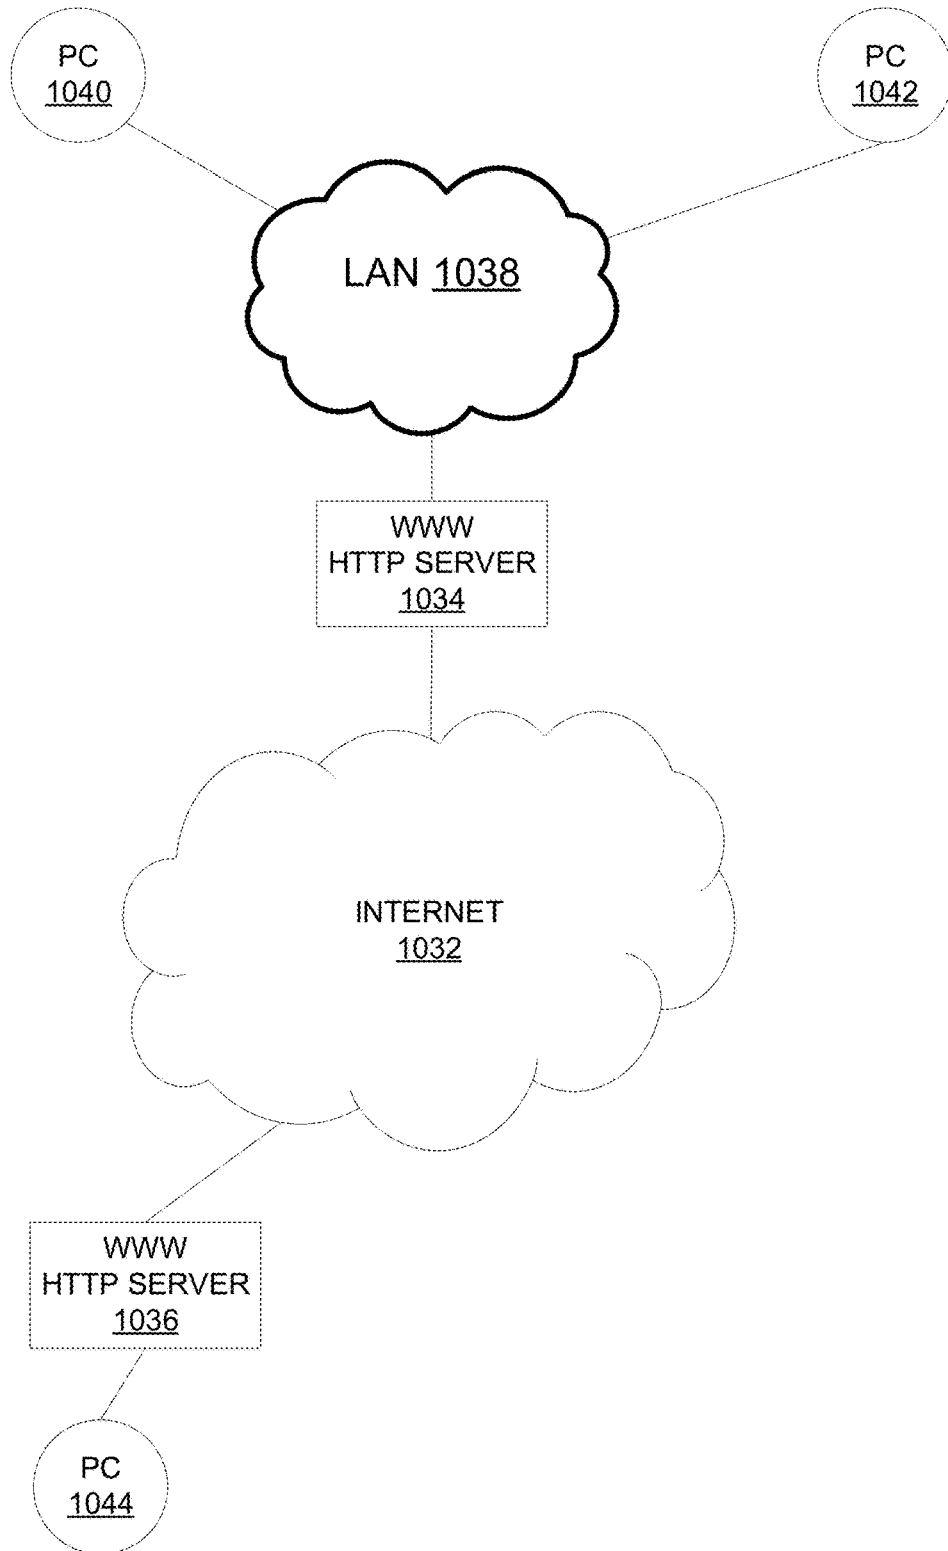 PC
1040
PC
1042
LAN 1038
WWW
HTTP SERVER
1034
INTERNET
1032
WWW
HTTP SERVER
1036
PC
1044